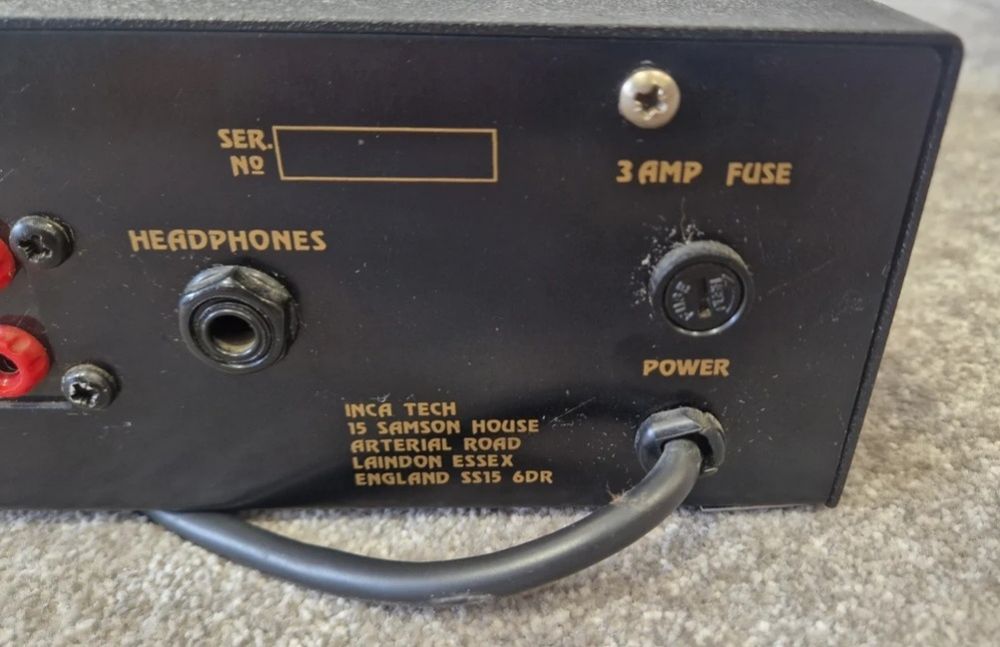 SER.
Nº
HEADPHONES
3 AMP FUSE
POWER
INCA TECH
15 SAMSON HOUSE
ARTERIAL ROAD
LAINDON ESSEX
ENGLAND SS15 6DR